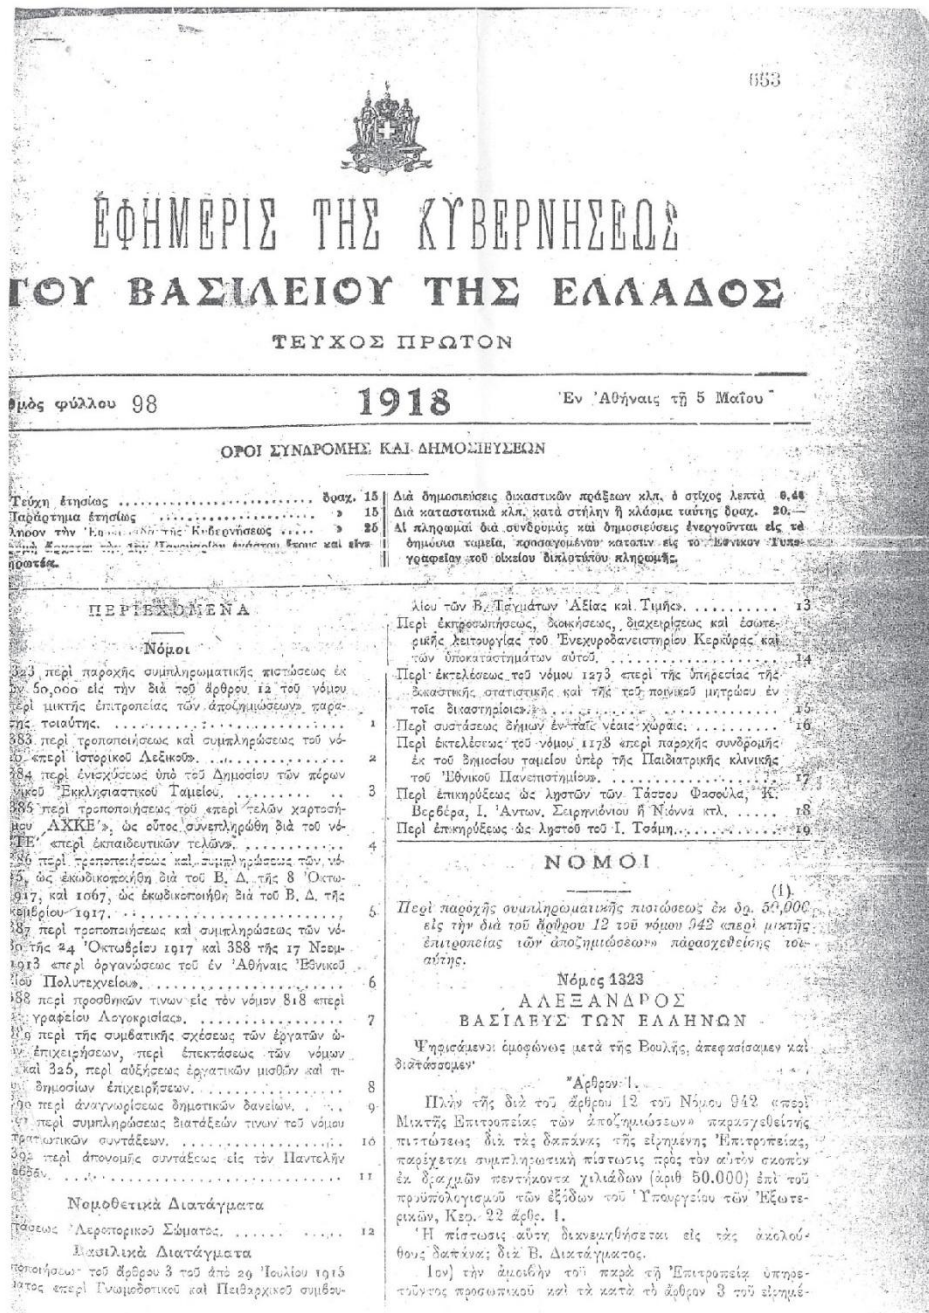 653
ΕΦΗΜΕΡΙΣ ΤΗΣ ΚΥΒΕΡΝΗΣΕΩΣ
ΤΟΥ ΒΑΣΙΛΕΙΟΥ ΤΗΣ ΕΛΛΑΔΟΣ
ΤΕΥΧΟΣ ΠΡΩΤΟΝ
θμὸς φύλλου 98
1918
Ἐν Ἀθήναις τῇ 5 Μαΐου
ΟΡΟΙ ΣΥΝΔΡΟΜΗΣ ΚΑΙ ΔΗΜΟΣΙΕΥΣΕΩΝ
Τεύχη ἐτησίως ........ δραχ. 15
Παράρτημα ἐτησίως ........ » 15
τῆς Κυβερνήσεως ..... » 25
Διὰ δημοσιεύσεις δικαστικῶν πράξεων κλπ. ὁ στίχος λεπτὰ
Διὰ καταστατικὰ κλπ. κατὰ στήλην ἢ κλάσμα ταύτης δραχ. 20.—
Αἱ πληρωμαὶ διὰ συνδρομὰς καὶ δημοσιεύσεις ἐνεργοῦνται εἰς τὰ
δημόσια ταμεῖα, προσαγομένου κατόπιν εἰς τὸ Ἐθνικὸν Τυπο-
γραφεῖον τοῦ οἰκείου διπλοτύπου πληρωμῆς.
ΠΕΡΙΕΧΟΜΕΝΑ
Νόμοι
περὶ παροχῆς συμπληρωματικῆς πιστώσεως ἐκ
50,000 εἰς τὴν διὰ τοῦ ἄρθρου 12 τοῦ νόμου
περὶ μικτῆς ἐπιτροπείας τῶν ἀποζημιώσεων» παρα-
τοιαύτης. 1
383 περὶ τροποποιήσεως καὶ συμπληρώσεως τοῦ νό-
«περὶ ἱστορικοῦ Λεξικοῦ». 2
384 περὶ ἐνισχύσεως ὑπὸ τοῦ Δημοσίου τῶν πόρων
Ἐκκλησιαστικοῦ Ταμείου. 3
385 περὶ τροποποιήσεως τοῦ «περὶ τελῶν χαρτοσή-
μου ΑΧΚΕ΄», ὡς οὗτος συνεπληρώθη διὰ τοῦ νό-
«περὶ ἐκπαιδευτικῶν τελῶν». 4
περὶ τροποποιήσεως καὶ συμπληρώσεως τῶν νό-
ὡς ἐκωδικοποιήθη διὰ τοῦ Β. Δ. τῆς 8 Ὀκτω-
917, καὶ 1067, ὡς ἐκωδικοποιήθη διὰ τοῦ Β. Δ. τῆς
1917. 5
387 περὶ τροποποιήσεως καὶ συμπληρώσεως τῶν νό-
τῆς 24 Ὀκτωβρίου 1917 καὶ 388 τῆς 17 Νοεμ-
1913 «περὶ ὀργανώσεως τοῦ ἐν Ἀθήναις Ἐθνικοῦ
Πολυτεχνείου». 6
388 περὶ προσθηκῶν τινων εἰς τὸν νόμον 818 «περὶ
γραφείου Λογοκρισίας». 7
περὶ τῆς συμβατικῆς σχέσεως τῶν ἐργατῶν ὡ-
ἐπιχειρήσεων, περὶ ἐπεκτάσεως τῶν νόμων
καὶ 325, περὶ αὐξήσεως ἐργατικῶν μισθῶν καὶ τι-
δημοσίων ἐπιχειρήσεων. 8
περὶ ἀναγνωρίσεως δημοτικῶν δανείων. 9
περὶ συμπληρώσεως διατάξεών τινων τοῦ νόμου
συντάξεων. 10
περὶ ἀπονομῆς συντάξεως εἰς τὸν Παντελῆν
11
Νομοθετικὰ Διατάγματα
Ἀεροπορικοῦ Σώματος. 12
Βασιλικὰ Διατάγματα
τοῦ ἄρθρου 3 τοῦ ἀπὸ 29 Ἰουλίου 1915
«περὶ Γνωμοδοτικοῦ καὶ Πειθαρχικοῦ συμβου-
λίου τῶν Β. Ταγμάτων Ἀξίας καὶ Τιμῆς». 13
Περὶ ἐκπροσωπήσεως, διοικήσεως, διαχειρίσεως καὶ ἐσωτε-
ρικῆς λειτουργίας τοῦ Ἐνεχυροδανειστηρίου Κερκύρας καὶ
τῶν ὑποκαταστημάτων αὐτοῦ. 14
Περὶ ἐκτελέσεως τοῦ νόμου 1273 «περὶ τῆς ὑπηρεσίας τῆς
δικαστικῆς στατιστικῆς καὶ τῆς τοῦ ποινικοῦ μητρώου ἐν
τοῖς δικαστηρίοις». 15
Περὶ συστάσεως δήμων ἐν ταῖς νέαις χώραις. 16
Περὶ ἐκτελέσεως τοῦ νόμου 1178 «περὶ παροχῆς συνδρομῆς
ἐκ τοῦ δημοσίου ταμείου ὑπὲρ τῆς Παιδιατρικῆς κλινικῆς
τοῦ Ἐθνικοῦ Πανεπιστημίου». 17
Περὶ ἐπικηρύξεως ὡς λῃστῶν τῶν Τάσσου Φασούλα, Κ.
Βερβέρα, Ι. Ἀντων. Σειρηνιόνιου ἢ Νιόννα κτλ. 18
Περὶ ἐπικηρύξεως ὡς λῃστοῦ τοῦ Ι. Τσάμη. 19
ΝΟΜΟΙ
(1)
Περὶ παροχῆς συμπληρωματικῆς πιστώσεως ἐκ δρ. 50,000
εἰς τὴν διὰ τοῦ ἄρθρου 12 τοῦ νόμου 942 «περὶ μικτῆς
ἐπιτροπείας τῶν ἀποζημιώσεων» παρασχεθείσης τοι-
αύτης.
Νόμος 1323
ΑΛΕΞΑΝΔΡΟΣ
ΒΑΣΙΛΕΥΣ ΤΩΝ ΕΛΛΗΝΩΝ
Ψηφισάμενοι ὁμοφώνως μετὰ τῆς Βουλῆς, ἀπεφασίσαμεν καὶ
διατάσσομεν·
Ἄρθρον 1.
Πλὴν τῆς διὰ τοῦ ἄρθρου 12 τοῦ Νόμου 942 «περὶ
Μικτῆς Ἐπιτροπείας τῶν ἀποζημιώσεων» παρασχεθείσης
πιστώσεως διὰ τὰς δαπάνας τῆς εἰρημένης Ἐπιτροπείας,
παρέχεται συμπληρωτικὴ πίστωσις πρὸς τὸν αὐτὸν σκοπὸν
ἐκ δραχμῶν πεντήκοντα χιλιάδων (ἀριθ 50.000) ἐπὶ τοῦ
προϋπολογισμοῦ τῶν ἐξόδων τοῦ Ὑπουργείου τῶν Ἐξωτε-
ρικῶν, Κεφ. 22 ἄρθρ. 1.
Ἡ πίστωσις αὕτη διανεμηθήσεται εἰς τὰς ἀκολού-
θους δαπάνας διὰ Β. Διατάγματος.
1ον) τὴν ἀμοιβὴν τοῦ παρὰ τῇ Ἐπιτροπείᾳ ὑπηρε-
τοῦντος προσωπικοῦ καὶ τὰ κατὰ τὸ ἄρθρον 3 τοῦ εἰρημέ-